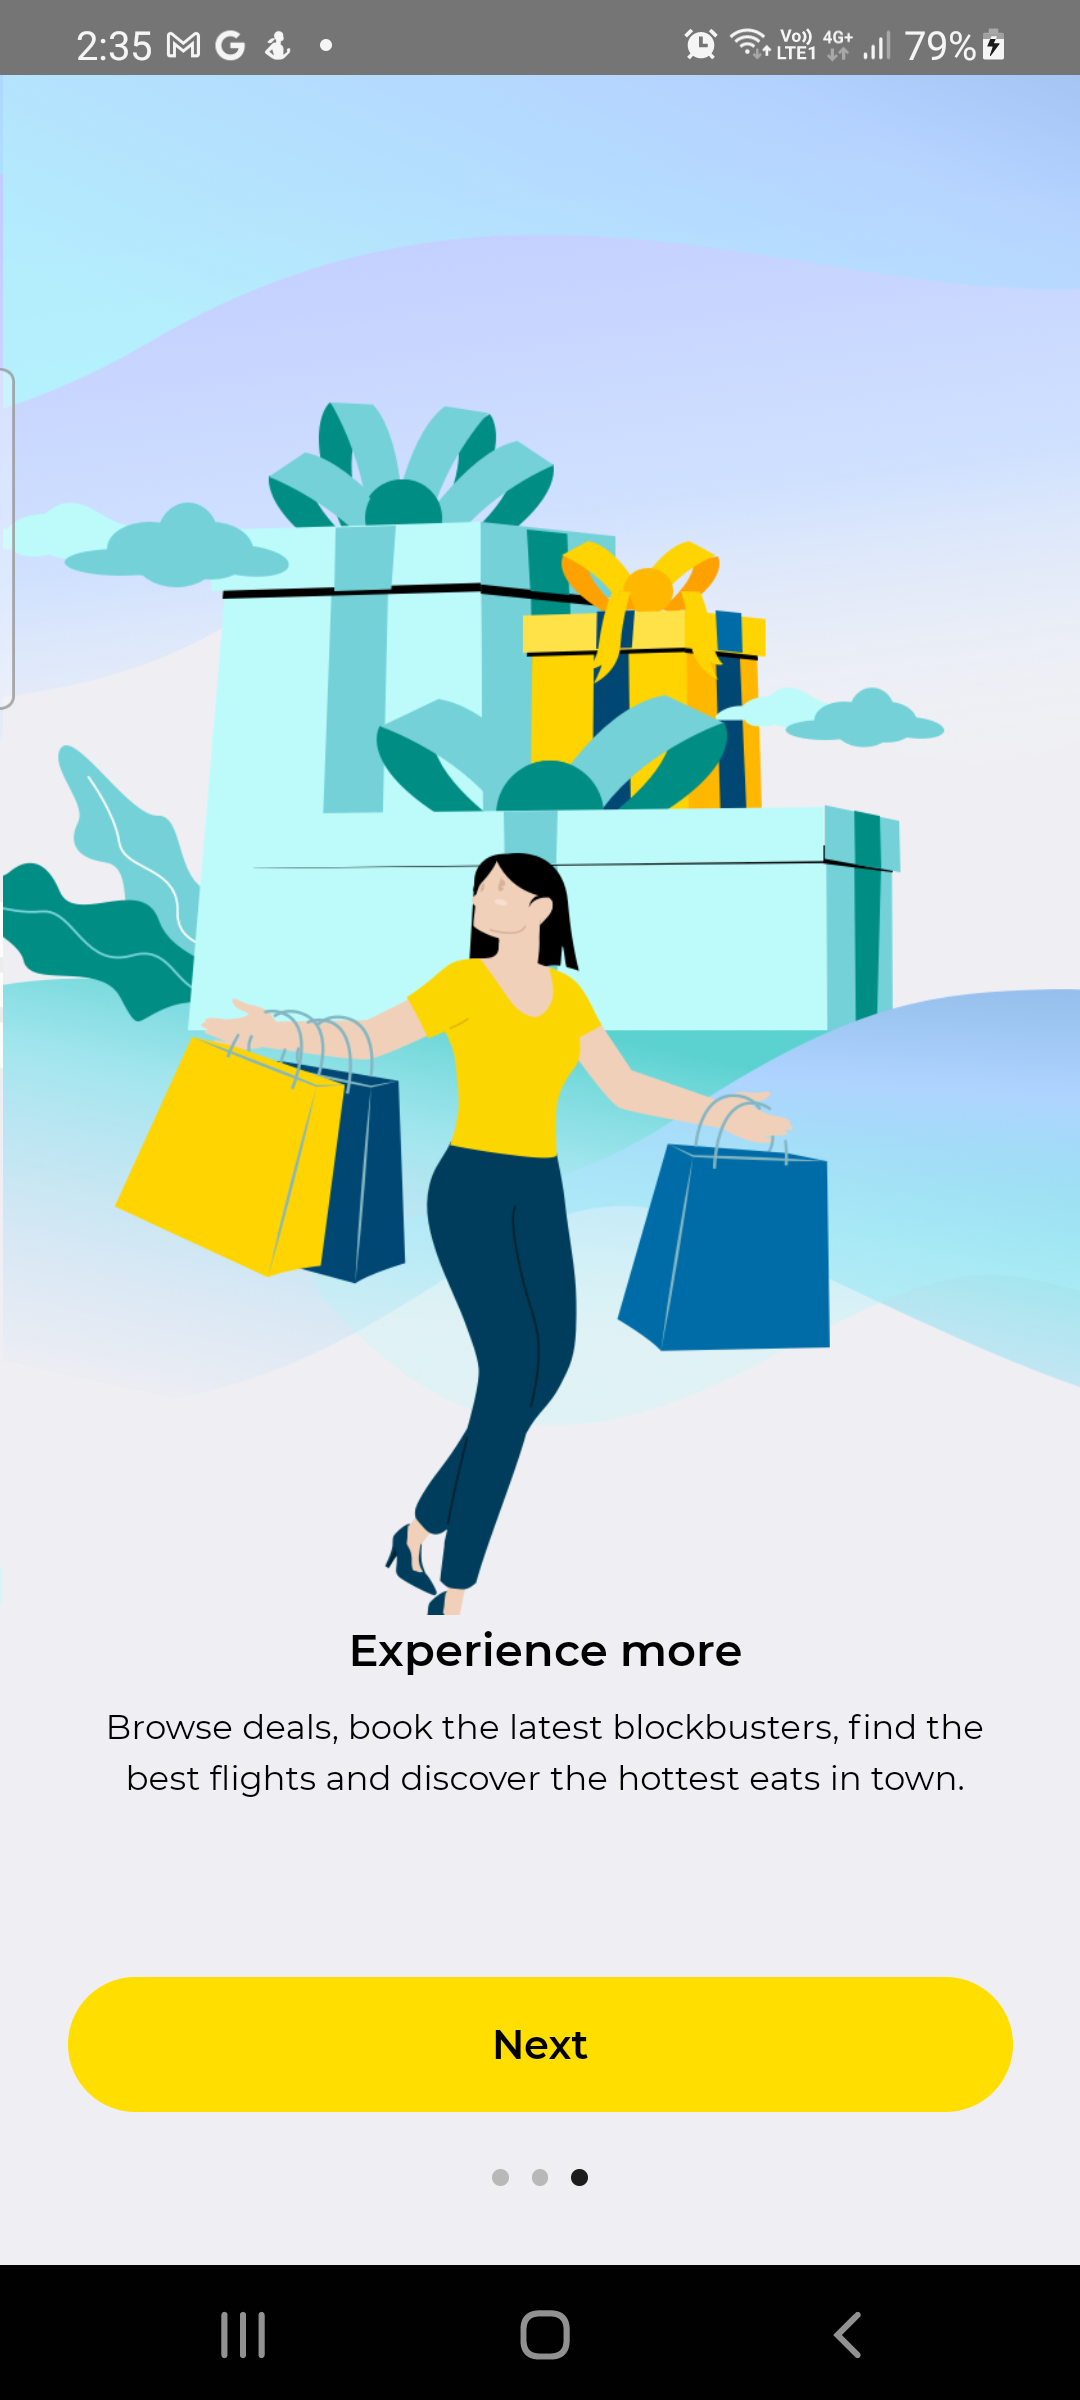 2:35
Vo)) LTE1 4G+ 79%
Experience more
Browse deals, book the latest blockbusters, find the
best flights and discover the hottest eats in town.
Next